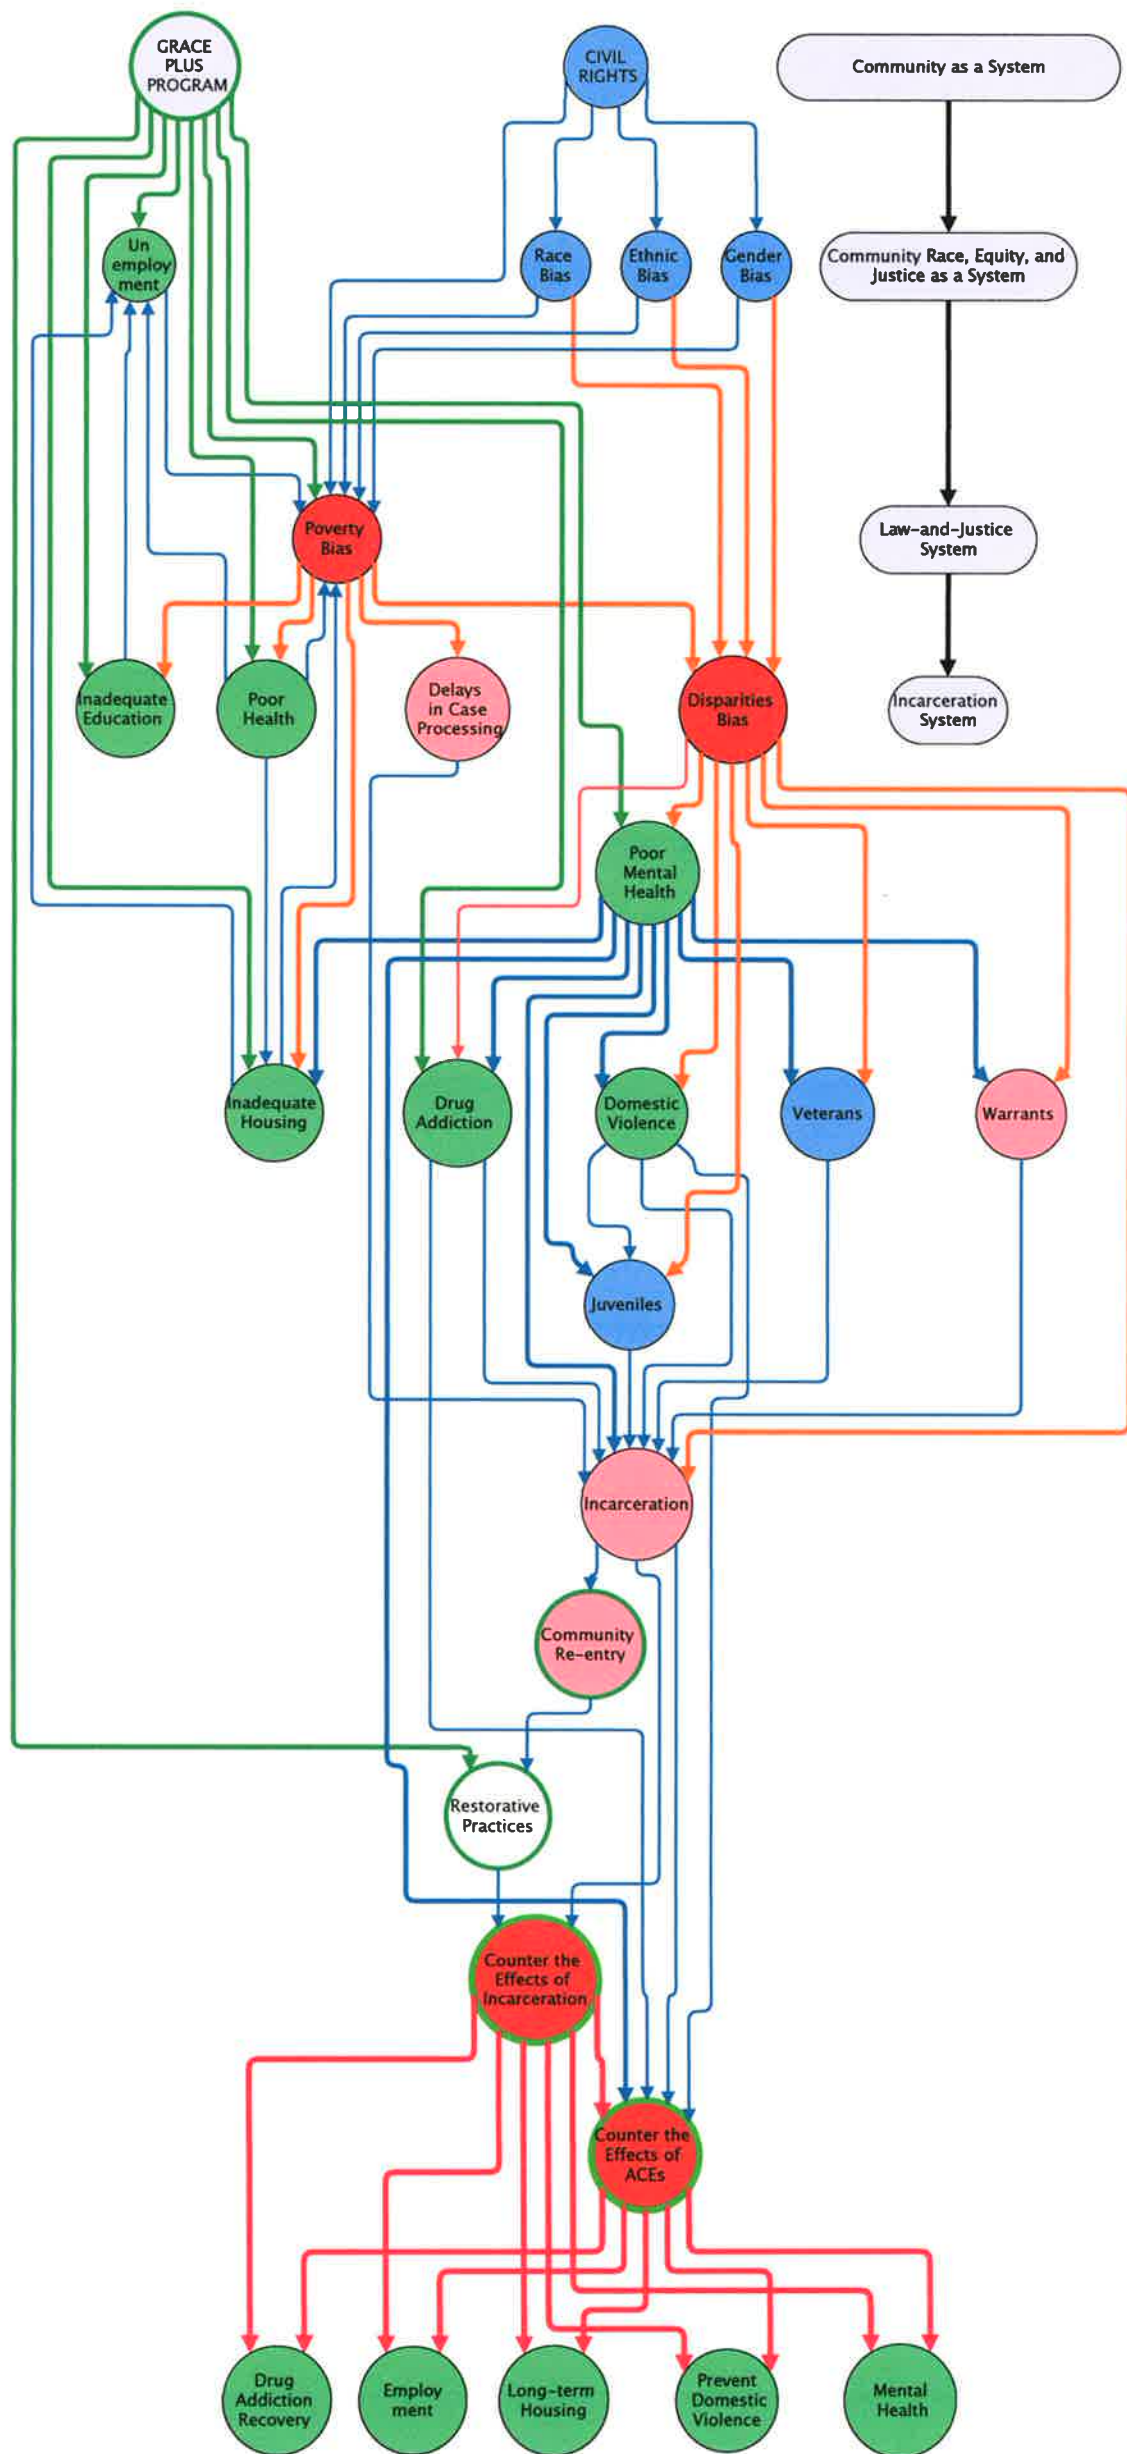 GRACE
PLUS
PROGRAM
CIVIL
RIGHTS
Community as a System
Un
employ
ment
Race
Bias
Ethnic
Bias
Gender
Bias
Community Race, Equity, and
Justice as a System
Poverty
Bias
Law-and-Justice
System
Inadequate
Education
Poor
Health
Delays
in Case
Processing
Disparities
Bias
Incarceration
System
Poor
Mental
Health
Inadequate
Housing
Drug
Addiction
Domestic
Violence
Veterans
Warrants
Juveniles
Incarceration
Community
Re-entry
Restorative
Practices
Counter the
Effects of
Incarceration
Counter the
Effects of
ACEs
Drug
Addiction
Recovery
Employ
ment
Long-term
Housing
Prevent
Domestic
Violence
Mental
Health